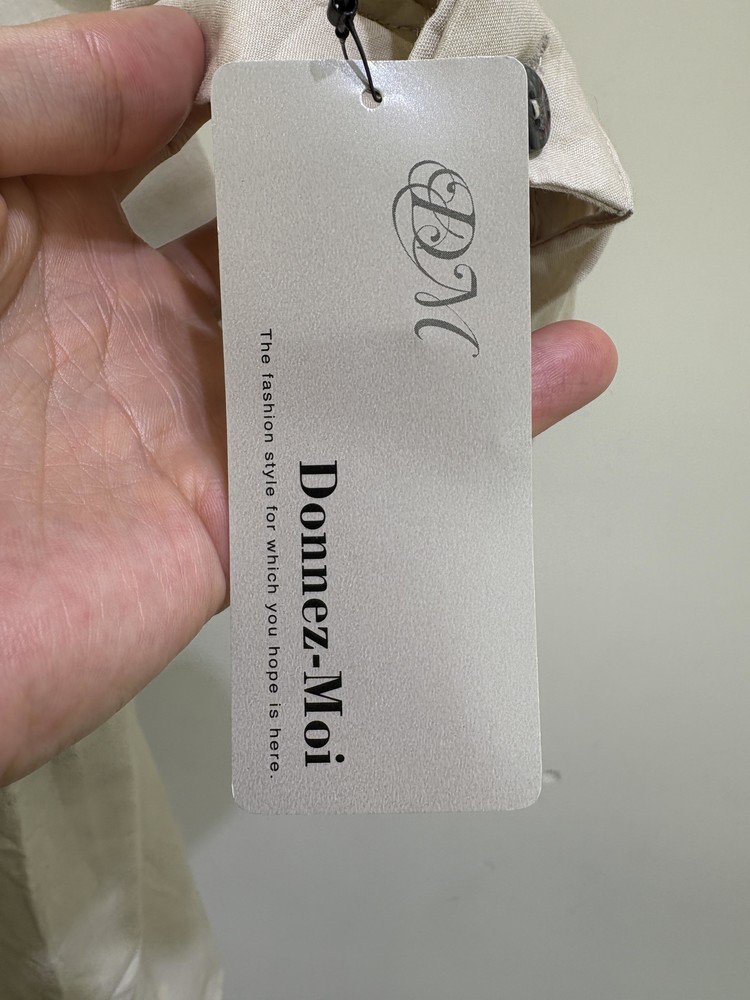 DM
Donnez-Moi
The fashion style for which you hope is here.